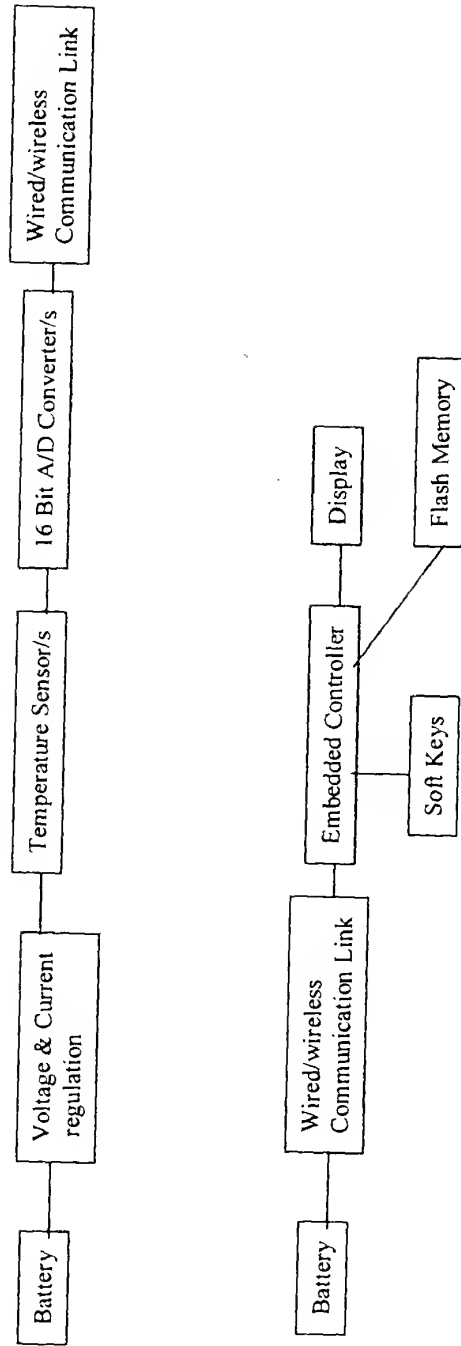 Battery
Voltage & Current
regulation
Temperature Sensor/s
16 Bit A/D Converter/s
Wired/wireless
Communication Link
Battery
Wired/wireless
Communication Link
Embedded Controller
Display
Soft Keys
Flash Memory